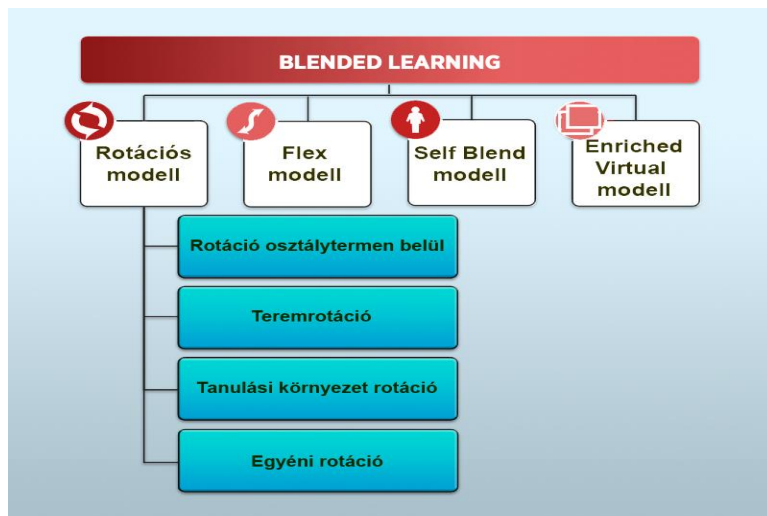 BLENDED LEARNING
Rotációs
modell
Flex
modell
Self Blend
modell
Enriched
Virtual
modell
Rotáció osztálytermen belül
Teremrotáció
Tanulási környezet rotáció
Egyéni rotáció